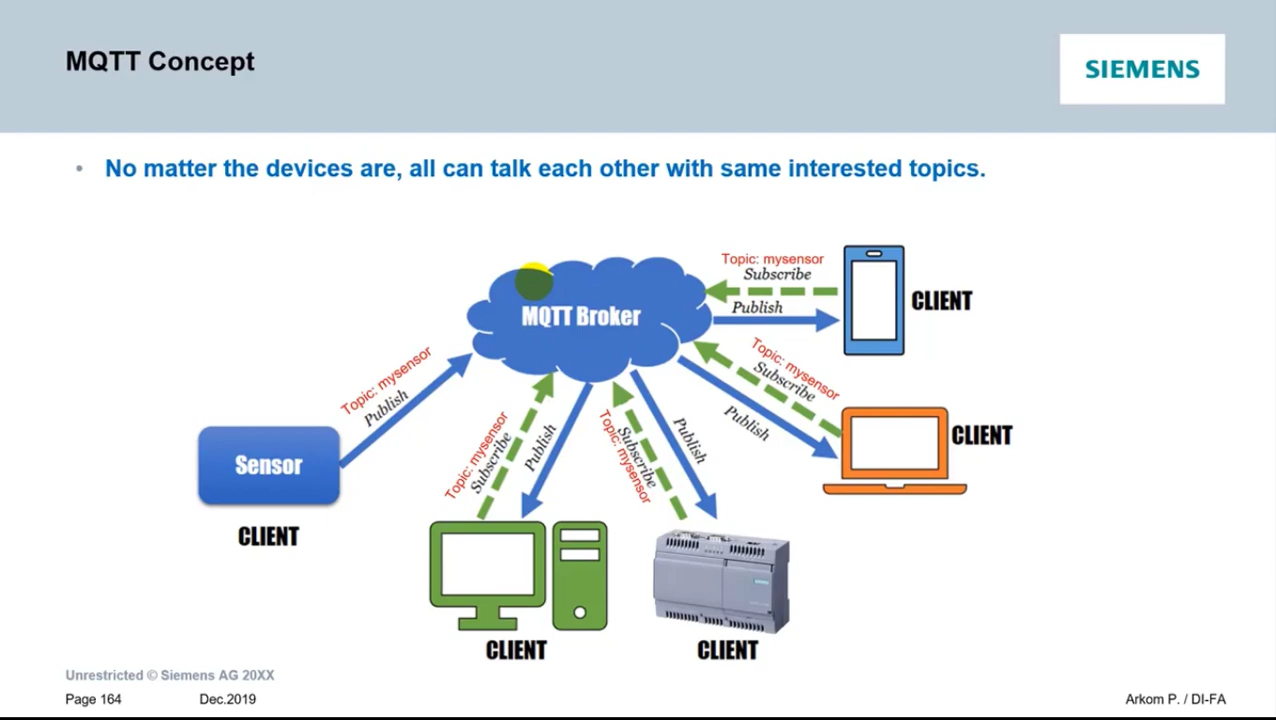 MQTT Concept
SIEMENS
• No matter the devices are, all can talk each other with same interested topics.
Topic: mysensor
Subscribe
Publish
CLIENT
MQTT Broker
Topic: mysensor
Publish
Topic: mysensor
Subscribe
Publish
Topic: mysensor
Subscribe
Publish
Topic: mysensor
Subscribe
Publish
CLIENT
Sensor
CLIENT
CLIENT
CLIENT
Unrestricted © Siemens AG 20XX
Page 164 Dec.2019 Arkom P. / DI-FA